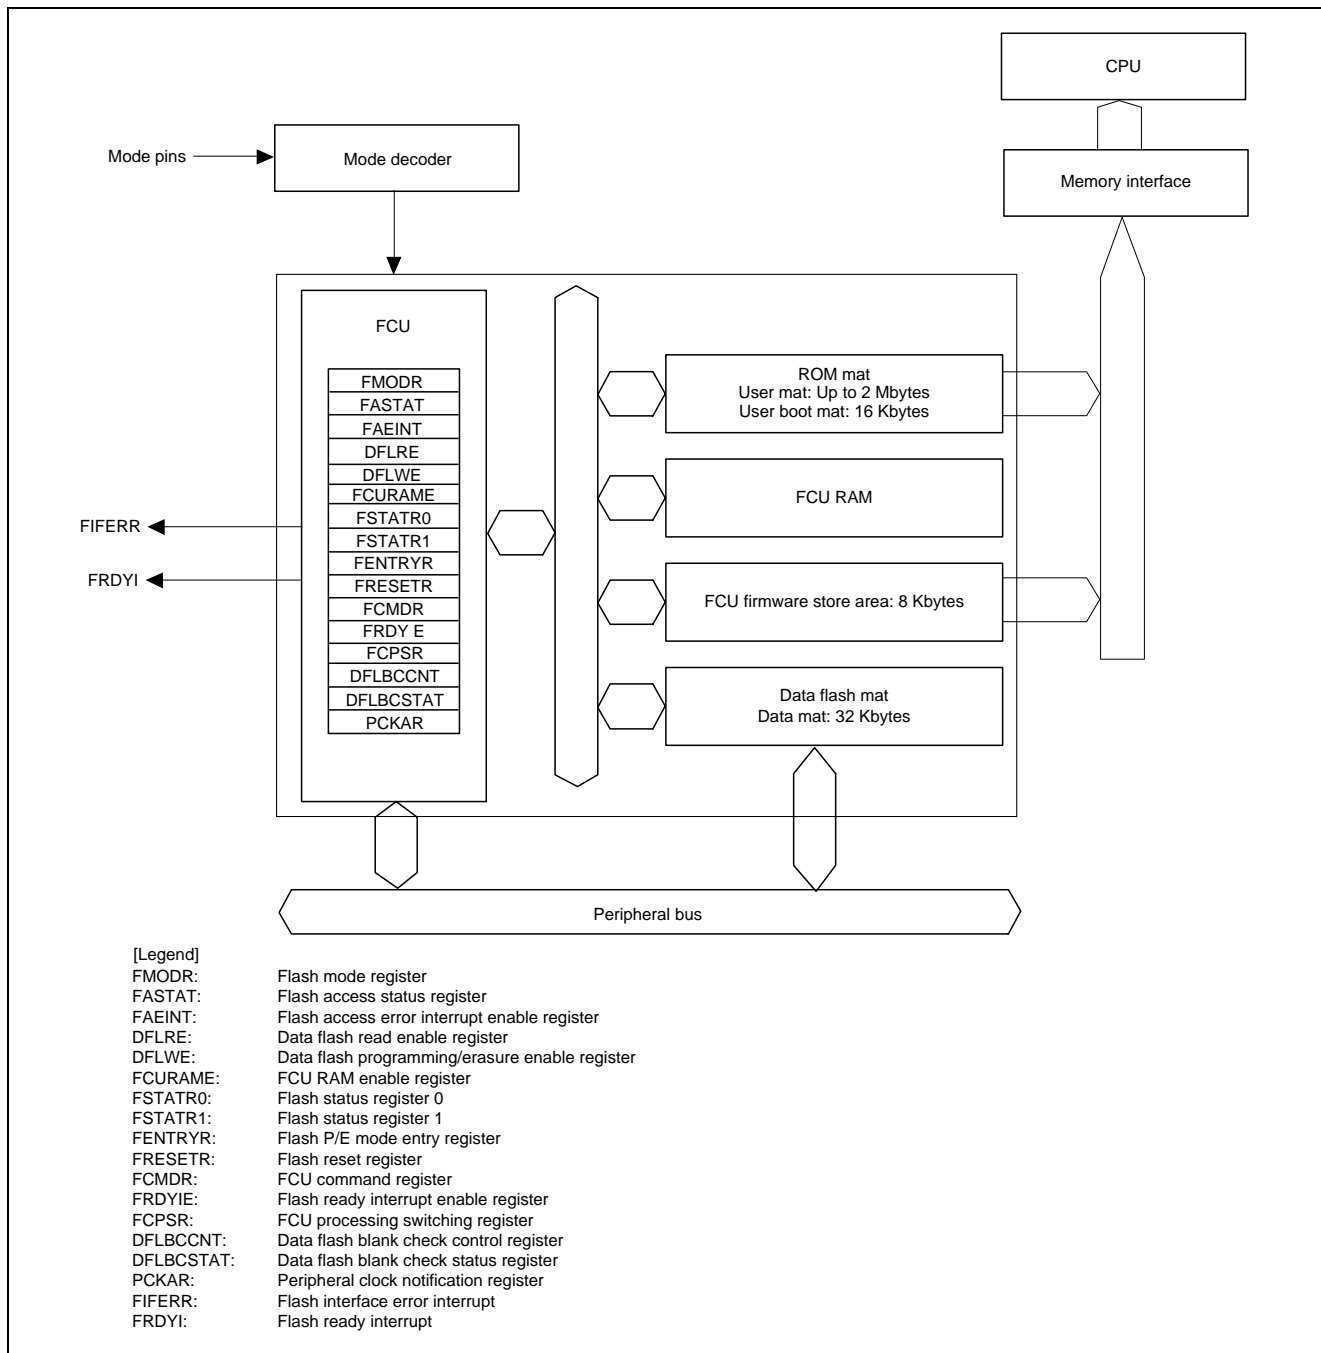 CPU
Mode pins
Mode decoder
Memory interface
FCU
FMODR
FASTAT
FAEINT
DFLRE
DFLWE
FCURAME
FSTATR0
FSTATR1
FENTRYR
FRESETR
FCMDR
FRDY E
FCPSR
DFLBCCNT
DFLBCSTAT
PCKAR
FIFERR
FRDYI
ROM mat
User mat: Up to 2 Mbytes
User boot mat: 16 Kbytes
FCU RAM
FCU firmware store area: 8 Kbytes
Data flash mat
Data mat: 32 Kbytes
Peripheral bus
[Legend]
FMODR: Flash mode register
FASTAT: Flash access status register
FAEINT: Flash access error interrupt enable register
DFLRE: Data flash read enable register
DFLWE: Data flash programming/erasure enable register
FCURAME: FCU RAM enable register
FSTATR0: Flash status register 0
FSTATR1: Flash status register 1
FENTRYR: Flash P/E mode entry register
FRESETR: Flash reset register
FCMDR: FCU command register
FRDYIE: Flash ready interrupt enable register
FCPSR: FCU processing switching register
DFLBCCNT: Data flash blank check control register
DFLBCSTAT: Data flash blank check status register
PCKAR: Peripheral clock notification register
FIFERR: Flash interface error interrupt
FRDYI: Flash ready interrupt